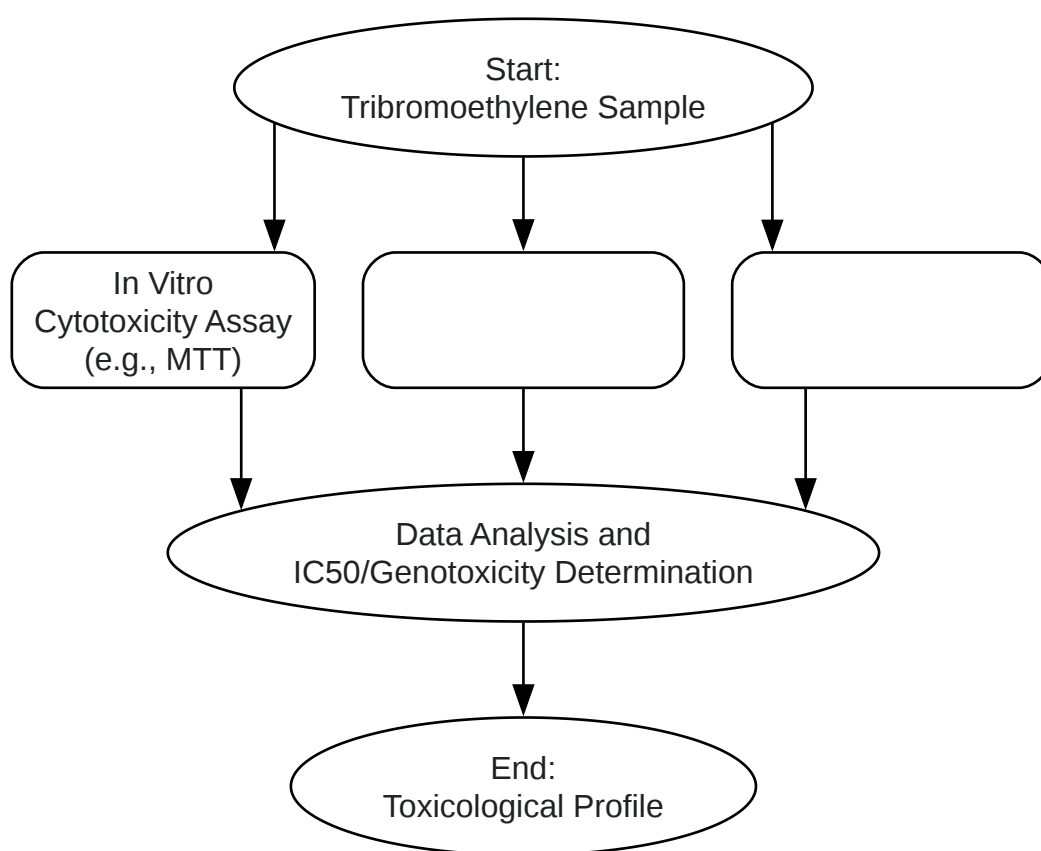 Start:
Tribromoethylene Sample
In Vitro
Cytotoxicity Assay
(e.g., MTT)
Data Analysis and
IC50/Genotoxicity Determination
End:
Toxicological Profile